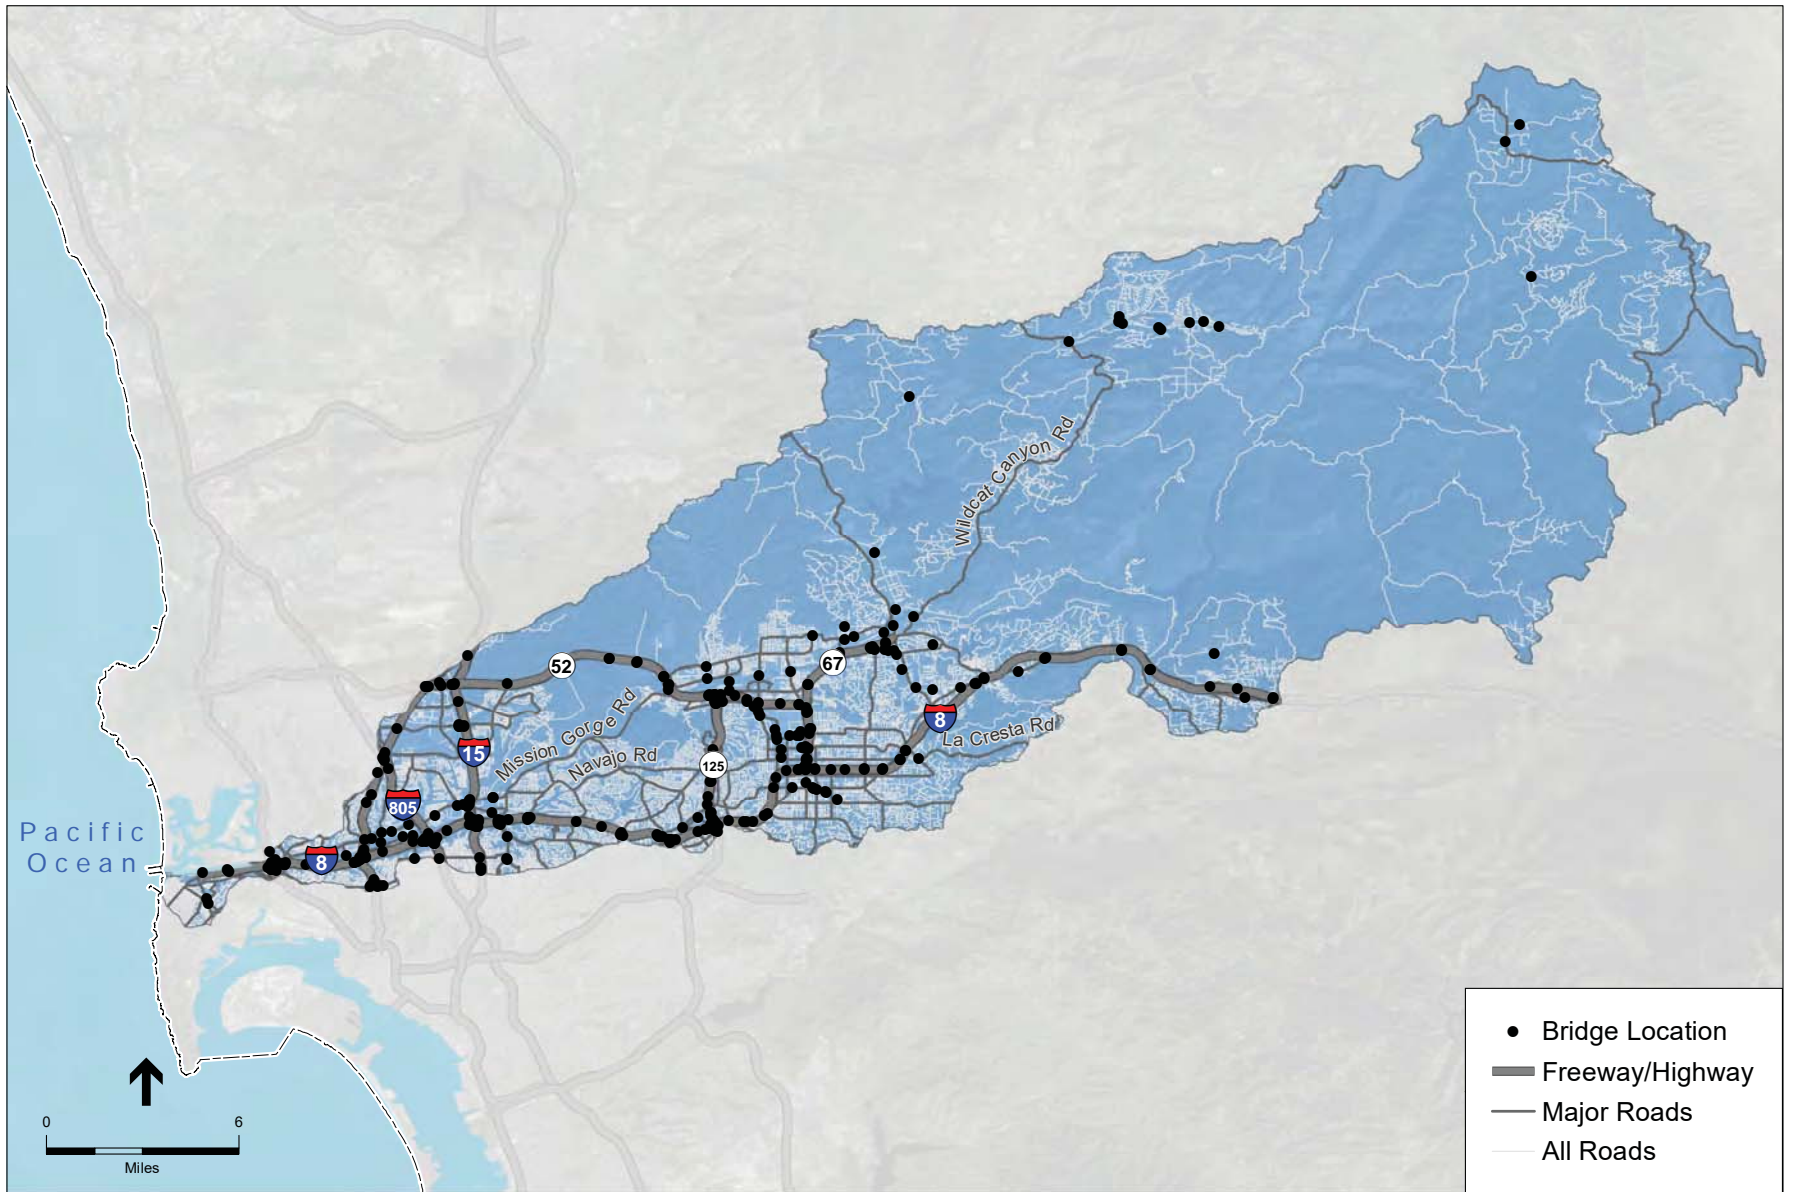 Wildcat Canyon Rd
52
67
8
La Cresta Rd
Mission Gorge Rd
15
Navajo Rd
125
805
Pacific
Ocean
8
0 6
Miles
Bridge Location
Freeway/Highway
Major Roads
All Roads